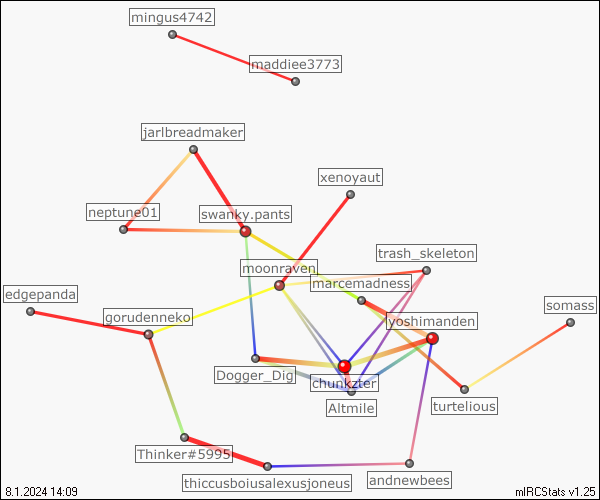 mingus4742
maddiee3773
jarlbreadmaker
xenoyaut
neptune01
swanky.pants
trash_skeleton
moonraven
marcemadness
edgepanda
somass
gorudenneko
yoshimanden
Dogger_Dig
chunkzter
Altmile
turtelious
Thinker#5995
thiccusboiusalexusjoneus
andnewbees
8.1.2024 14:09
mIRCStats v1.25